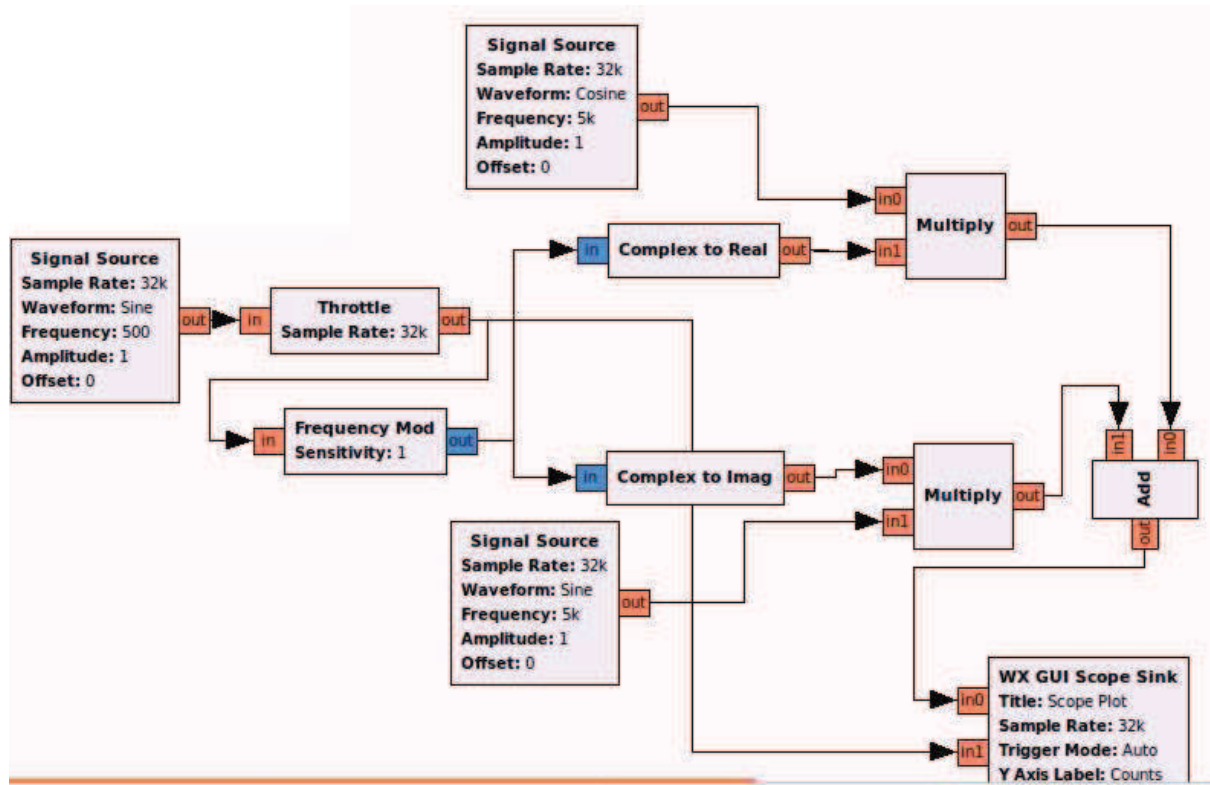 Signal Source
Sample Rate: 32k
Waveform: Cosine
Frequency: 5k
Amplitude: 1
Offset: 0
out
in0
in1
Multiply
out
in
Complex to Real
out
Signal Source
Sample Rate: 32k
Waveform: Sine
Frequency: 500
Amplitude: 1
Offset: 0
out
in
Throttle
Sample Rate: 32k
out
in
Frequency Mod
Sensitivity: 1
out
in
Complex to Imag
out
in0
in1
Multiply
out
in1
in0
Add
out
Signal Source
Sample Rate: 32k
Waveform: Sine
Frequency: 5k
Amplitude: 1
Offset: 0
out
in0
in1
WX GUI Scope Sink
Title: Scope Plot
Sample Rate: 32k
Trigger Mode: Auto
Y Axis Label: Counts